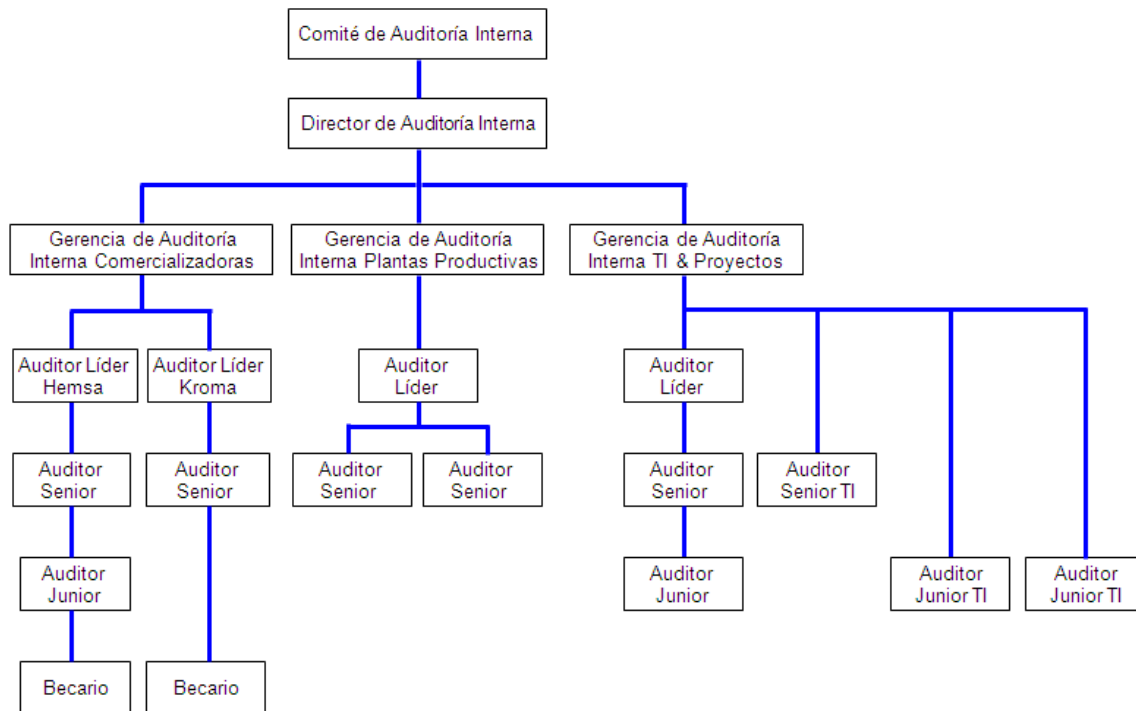 Comité de Auditoría Interna
Director de Auditoría Interna
Gerencia de Auditoría
Interna Comercializadoras
Gerencia de Auditoría
Interna Plantas Productivas
Gerencia de Auditoría
Interna TI & Proyectos
Auditor Líder
Hemsa
Auditor Líder
Kroma
Auditor
Líder
Auditor
Líder
Auditor
Senior
Auditor
Senior
Auditor
Senior
Auditor
Senior
Auditor
Senior
Auditor
Senior TI
Auditor
Junior
Auditor
Junior
Auditor
Junior TI
Auditor
Junior TI
Becario
Becario